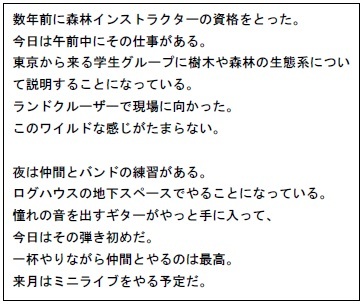 数年前に森林インストラクターの資格をとった。
今日は午前中にその仕事がある。
東京から来る学生グループに樹木や森林の生態系につい
て説明することになっている。
ランドクルーザーで現場に向かった。
このワイルドな感じがたまらない。

夜は仲間とバンドの練習がある。
ログハウスの地下スペースでやることになっている。
憧れの音を出すギターがやっと手に入って、
今日はその弾き初めだ。
一杯やりながら仲間とやるのは最高。
来月はミニライブをやる予定だ。